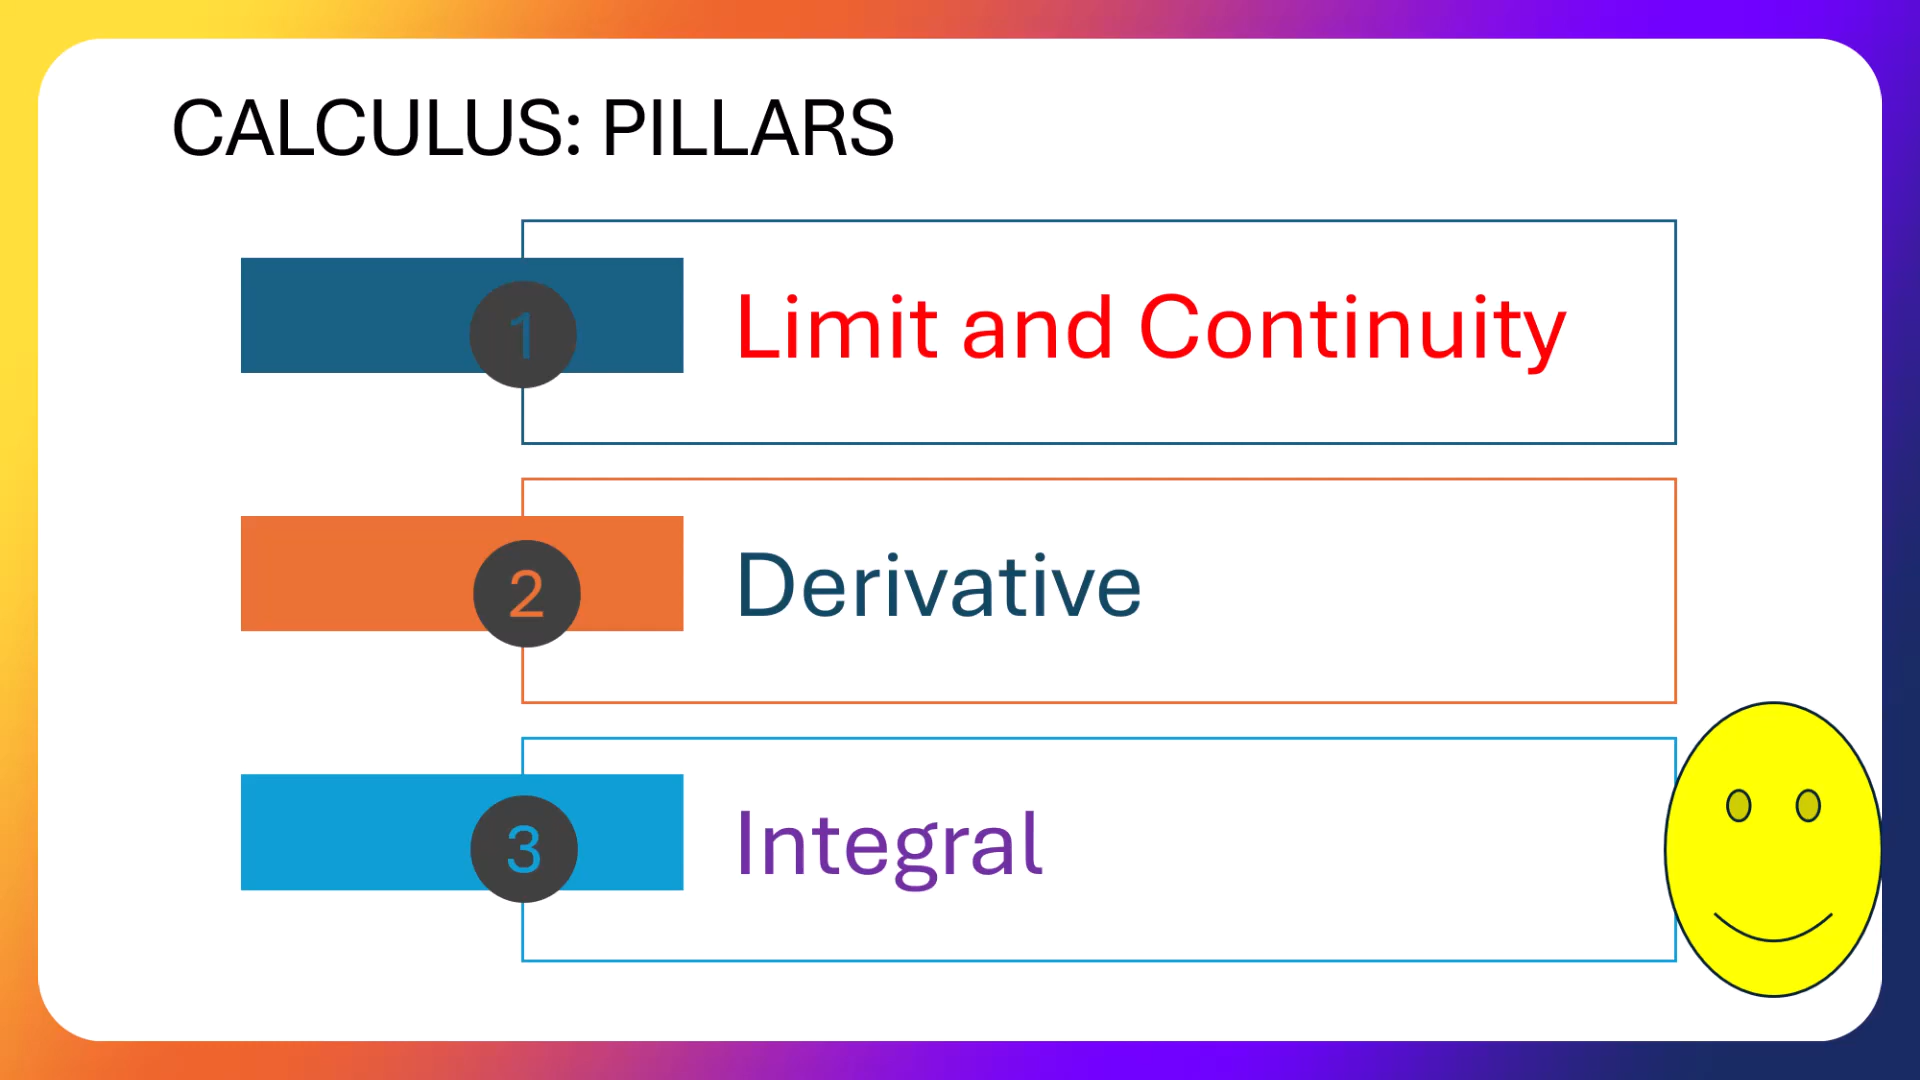 CALCULUS: PILLARS
1
Limit and Continuity
2
Derivative
3
Integral